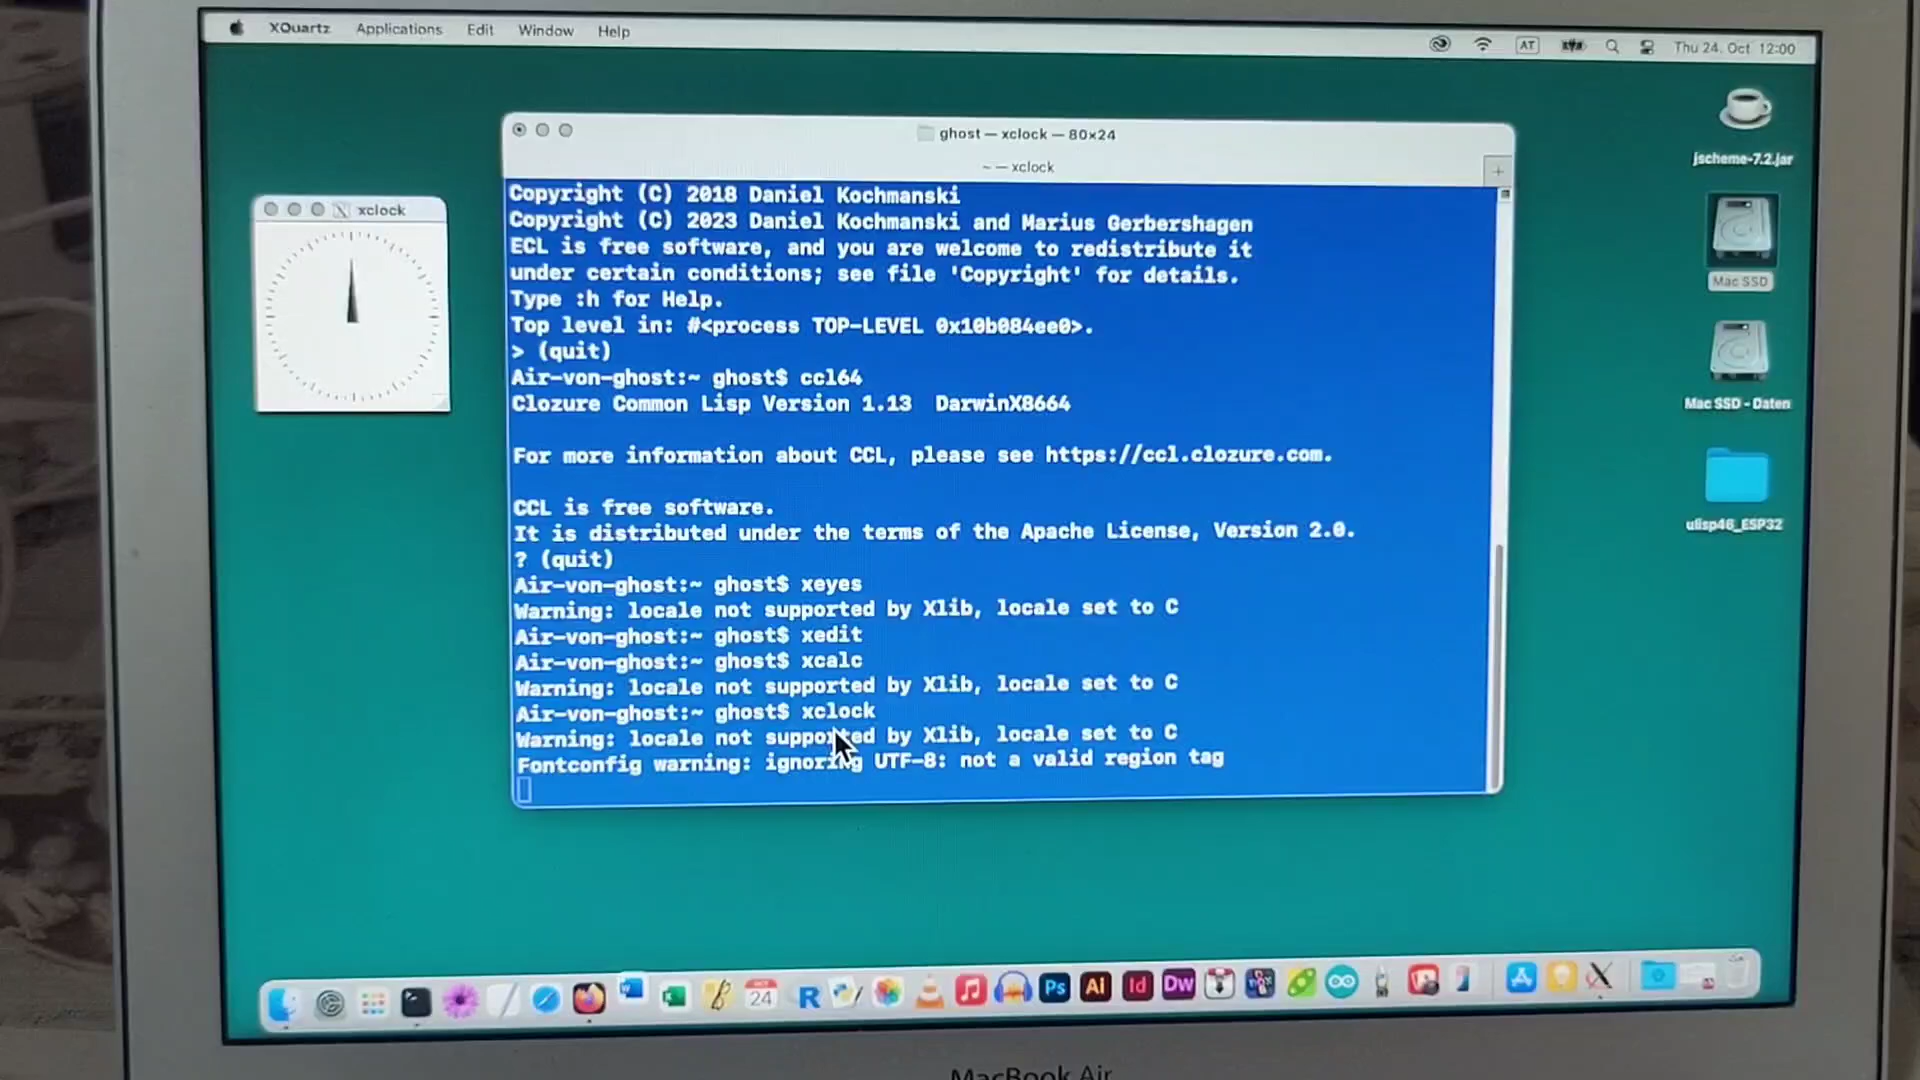 XQuartz Applications Edit Window Help
AT Thu 24. Oct 12:00
ghost — xclock — 80×24
~ — xclock
xclock
Copyright (C) 2018 Daniel Kochmanski
Copyright (C) 2023 Daniel Kochmanski and Marius Gerbershagen
ECL is free software, and you are welcome to redistribute it
under certain conditions; see file 'Copyright' for details.
Type :h for Help.
Top level in: #<process TOP-LEVEL 0x10b084ee0>.
> (quit)
Air-von-ghost:~ ghost$ ccl64
Clozure Common Lisp Version 1.13  DarwinX8664
For more information about CCL, please see https://ccl.clozure.com.
CCL is free software.
It is distributed under the terms of the Apache License, Version 2.0.
? (quit)
Air-von-ghost:~ ghost$ xeyes
Warning: locale not supported by Xlib, locale set to C
Air-von-ghost:~ ghost$ xedit
Air-von-ghost:~ ghost$ xcalc
Warning: locale not supported by Xlib, locale set to C
Air-von-ghost:~ ghost$ xclock
Warning: locale not supported by Xlib, locale set to C
Fontconfig warning: ignoring UTF-8: not a valid region tag
jscheme-7.2.jar
Mac SSD
Mac SSD - Daten
ulisp46_ESP32
24 R Ps Ai Id Dw
MacBook Air